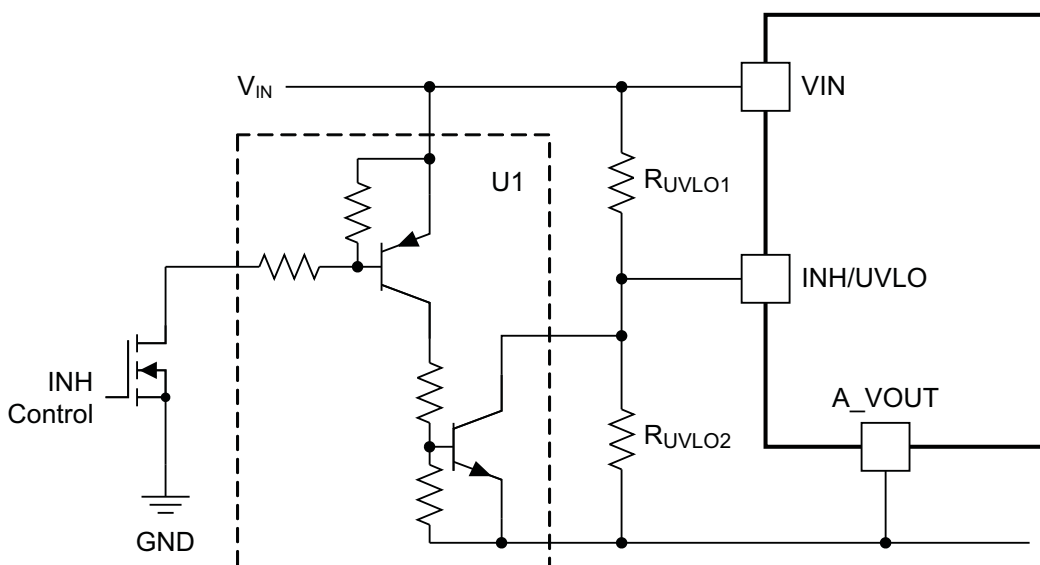 V_IN
VIN
U1
R_UVLO1
INH/UVLO
INH
Control
A_VOUT
R_UVLO2
GND